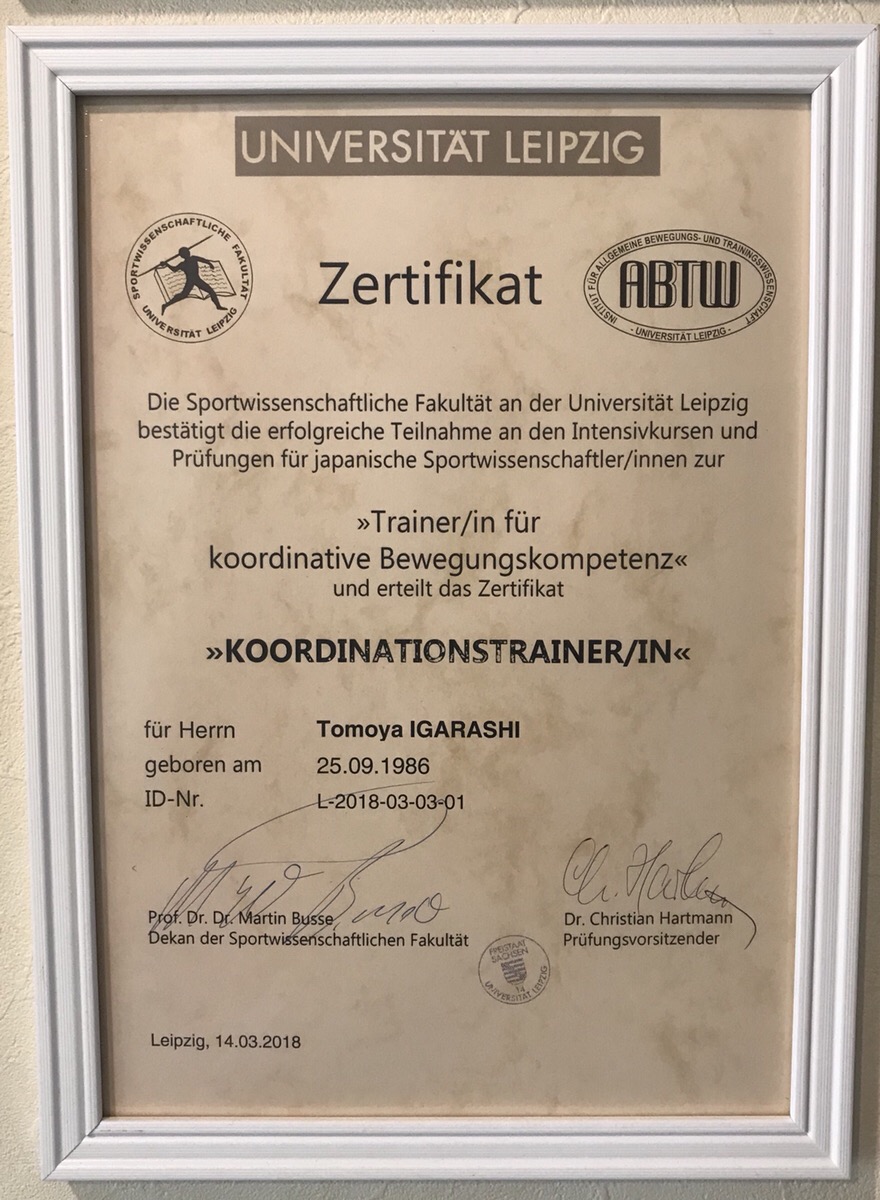 UNIVERSITÄT LEIPZIG
SPORTWISSENSCHAFTLICHE FAKULTÄT
UNIVERSITÄT LEIPZIG
Zertifikat
INSTITUT FÜR ALLGEMEINE BEWEGUNGS- UND TRAININGSWISSENSCHAFT
ABTW
- UNIVERSITÄT LEIPZIG -
Die Sportwissenschaftliche Fakultät an der Universität Leipzig
bestätigt die erfolgreiche Teilnahme an den Intensivkursen und
Prüfungen für japanische Sportwissenschaftler/innen zur
»Trainer/in für
koordinative Bewegungskompetenz«
und erteilt das Zertifikat
»KOORDINATIONSTRAINER/IN«
für Herrn Tomoya IGARASHI
geboren am 25.09.1986
ID-Nr. L-2018-03-03-01
Prof. Dr. Dr. Martin Busse
Dekan der Sportwissenschaftlichen Fakultät
Dr. Christian Hartmann
Prüfungsvorsitzender
FREISTAAT
SACHSEN
14
UNIVERSITÄT LEIPZIG
Leipzig, 14.03.2018